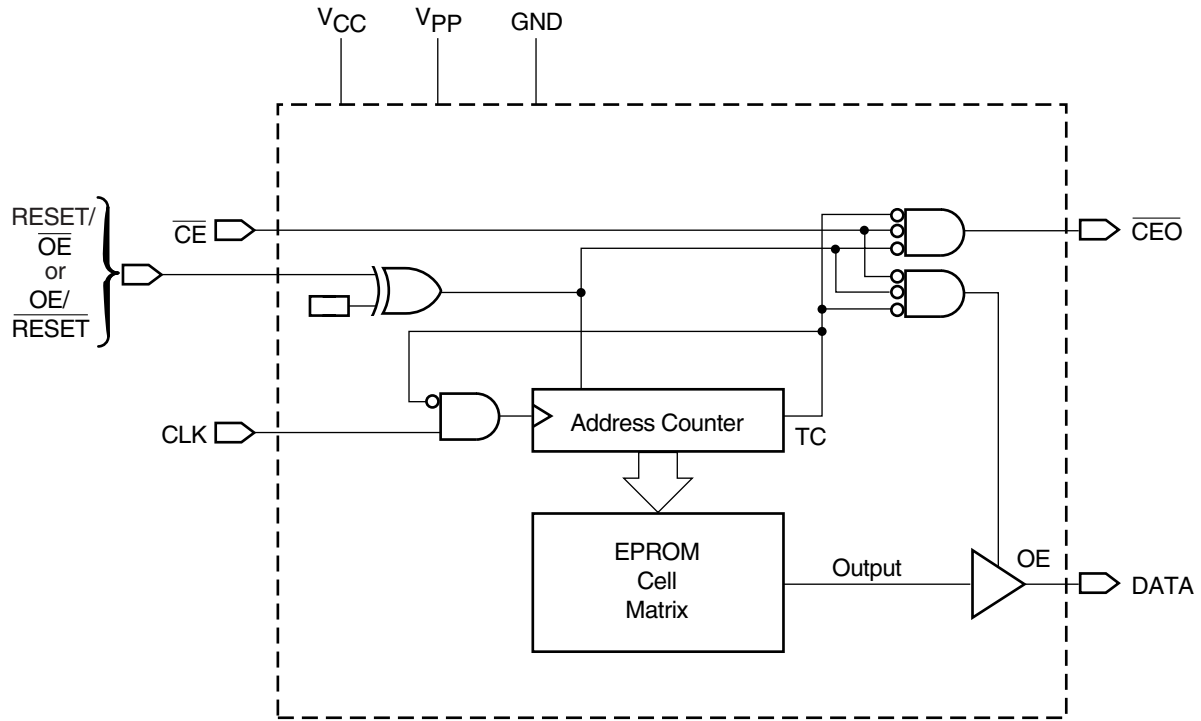 VCC
VPP
GND
RESET/
OE
or
OE/
RESET
CE
CEO
CLK
Address Counter
TC
EPROM
Cell
Matrix
Output
OE
DATA